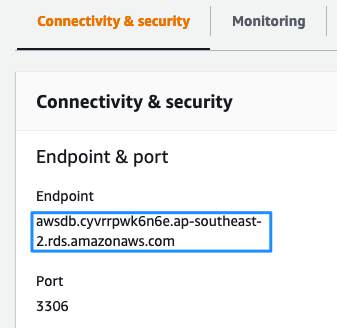 Connectivity & security
Monitoring
Connectivity & security
Endpoint & port
Endpoint
awsdb.cyvrrpwk6n6e.ap-southeast-
2.rds.amazonaws.com
Port
3306